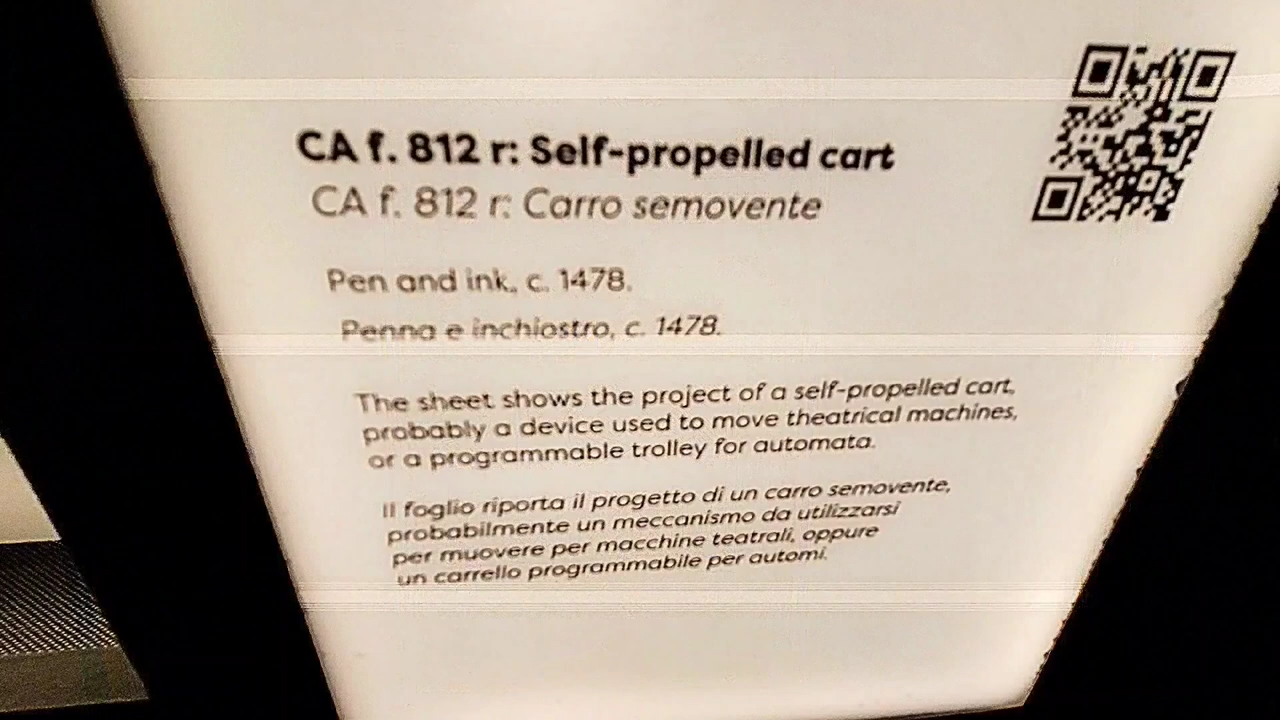 CA f. 812 r: Self-propelled cart
CA f. 812 r: Carro semovente
Pen and ink, c. 1478.
Penna e inchiostro, c. 1478.
The sheet shows the project of a self-propelled cart,
probably a device used to move theatrical machines,
or a programmable trolley for automata.
Il foglio riporta il progetto di un carro semovente,
probabilmente un meccanismo da utilizzarsi
per muovere per macchine teatrali, oppure
un carrello programmabile per automi.